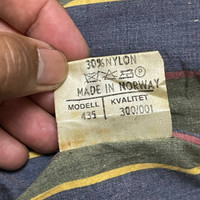 30% NYLON
MADE IN NORWAY
MODELL KVALITET
435 300/001